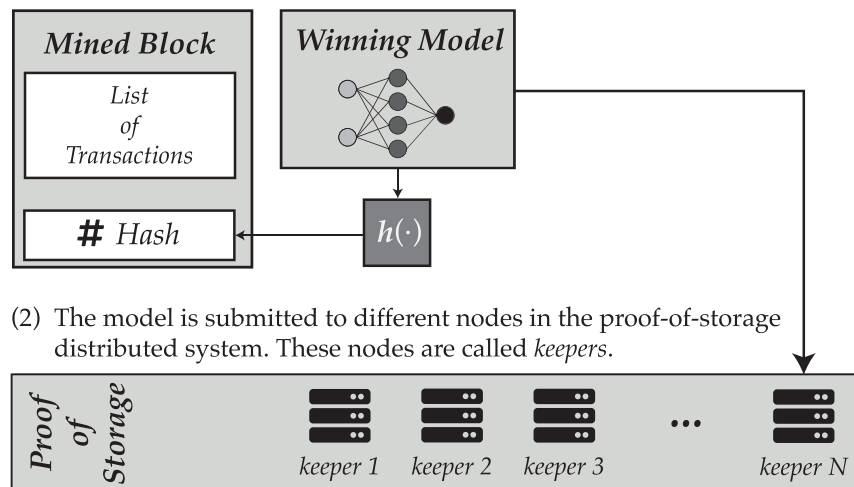 Mined Block
List
of
Transactions
# Hash
Winning Model
h(·)
(2) The model is submitted to different nodes in the proof-of-storage
distributed system. These nodes are called keepers.
Proof
of
Storage
keeper 1
keeper 2
keeper 3
...
keeper N